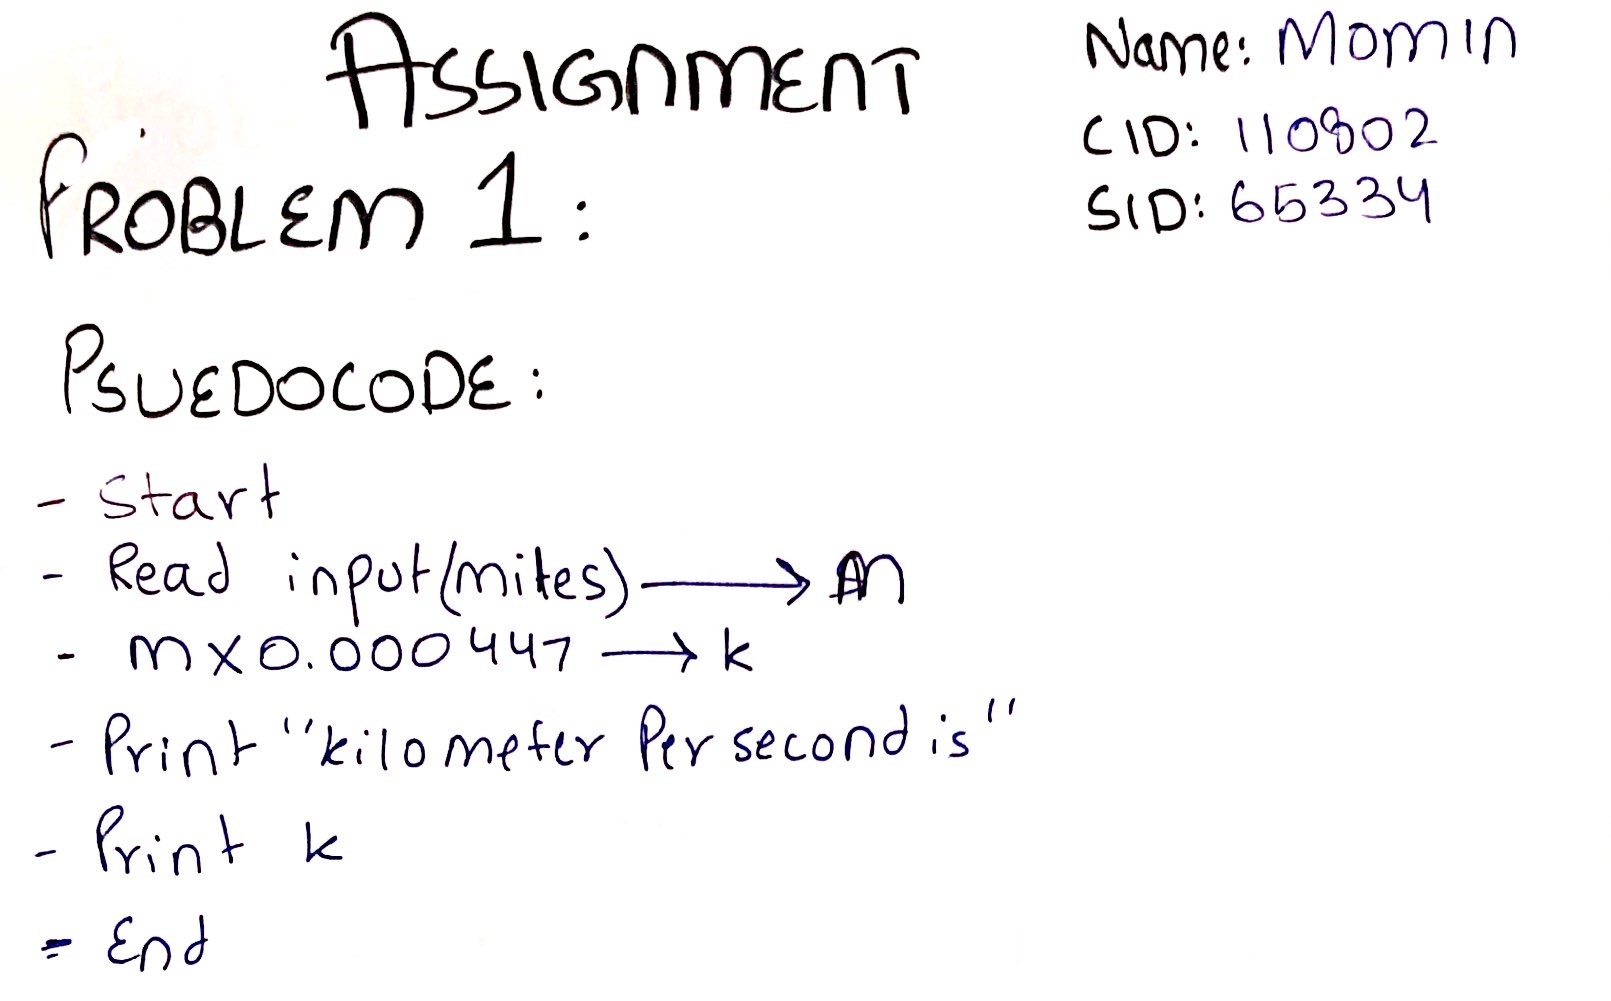 ASSIGNMENT
Name: Momin
CID: 110802
SID: 65334
PROBLEM 1:
PSUEDOCODE:
- Start
- Read input(miles) → m
- m x 0.000447 → k
- Print "kilometer Per second is"
- Print k
- End